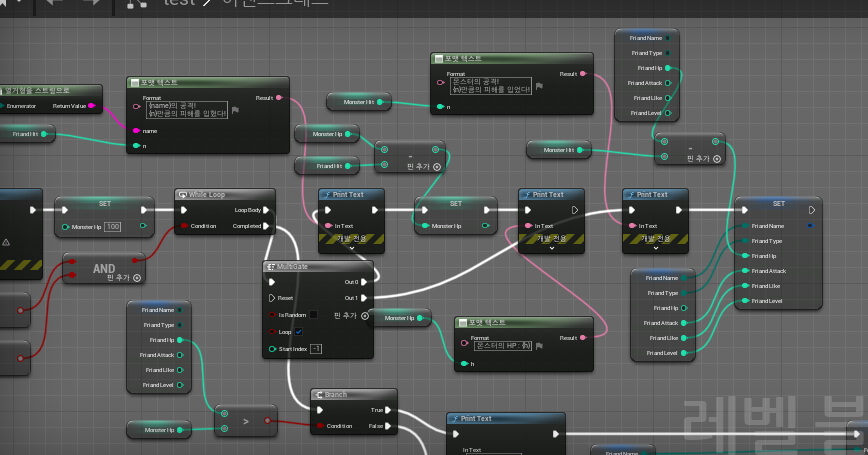 test
이벤트그래프
열거형을 스트링으로
Enumerator
Return Value
Friand Hit
포맷 텍스트
Format
Result
{name}의 공격!
{n}만큼의 피해를 입혔다!
name
n
Monster Hit
Monster Hp
Friand Hit
-
핀 추가
포맷 텍스트
Format
Result
몬스터의 공격!
{n}만큼의 피해를 입었다!
n
Friand Name
Friand Type
Friand Hp
Friand Attack
Friand Like
Friand Level
Monster Hit
-
핀 추가
SET
Monster Hp
100
While Loop
Loop Body
Condition
Completed
AND
핀 추가
Print Text
In Text
개발 전용
SET
Monster Hp
Print Text
In Text
개발 전용
Print Text
In Text
개발 전용
SET
Friand Name
Friand Type
Friand Hp
Friand Attack
Friand Like
Friand Level
MultiGate
Out 0
Reset
Out 1
Is Random
핀 추가
Loop
Start Index
-1
Monster Hp
포맷 텍스트
Format
Result
몬스터의 HP : {h}
h
Friand Name
Friand Type
Friand Hp
Friand Attack
Friand Like
Friand Level
Friand Name
Friand Type
Friand Hp
Friand Attack
Friand Like
Friand Level
Monster Hp
>
Branch
True
Condition
False
Print Text
In Text
Friand Name
레벨 블